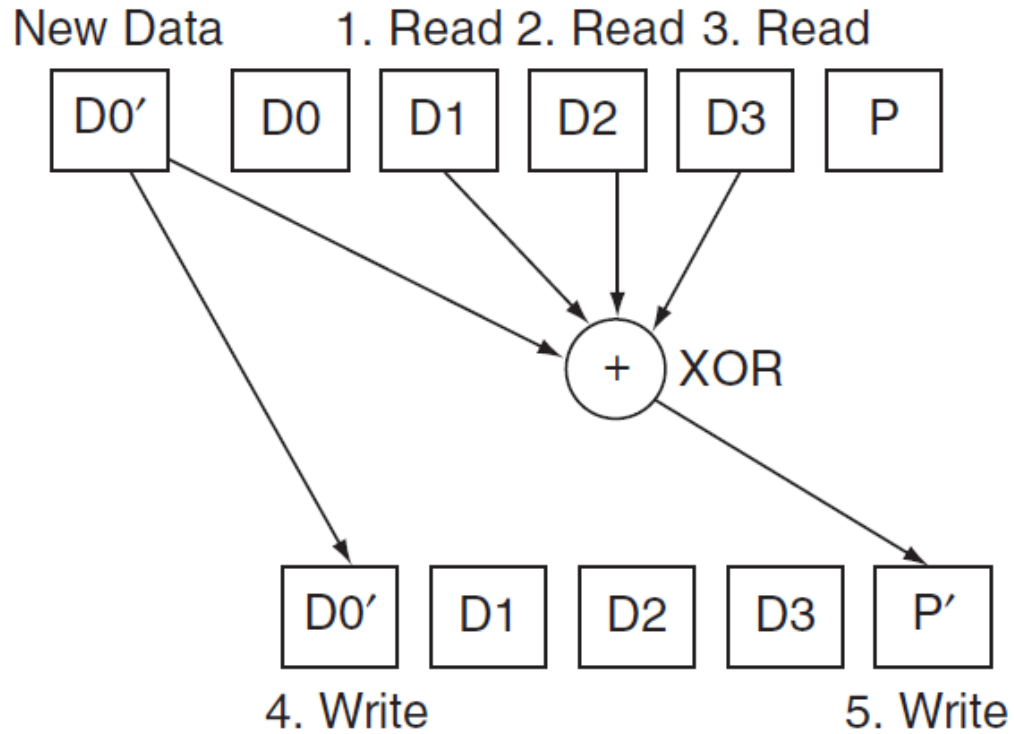 New Data 1. Read 2. Read 3. Read
D0′ D0 D1 D2 D3 P
+ XOR
D0′ D1 D2 D3 P′
4. Write 5. Write